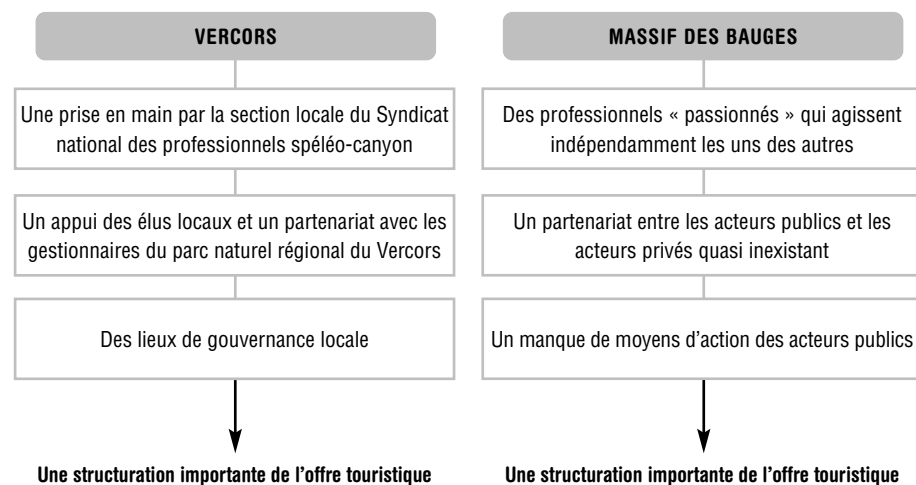 VERCORS
Une prise en main par la section locale du Syndicat
national des professionnels spéléo-canyon
Un appui des élus locaux et un partenariat avec les
gestionnaires du parc naturel régional du Vercors
Des lieux de gouvernance locale
Une structuration importante de l'offre touristique
MASSIF DES BAUGES
Des professionnels « passionnés » qui agissent
indépendamment les uns des autres
Un partenariat entre les acteurs publics et les
acteurs privés quasi inexistant
Un manque de moyens d'action des acteurs publics
Une structuration importante de l'offre touristique